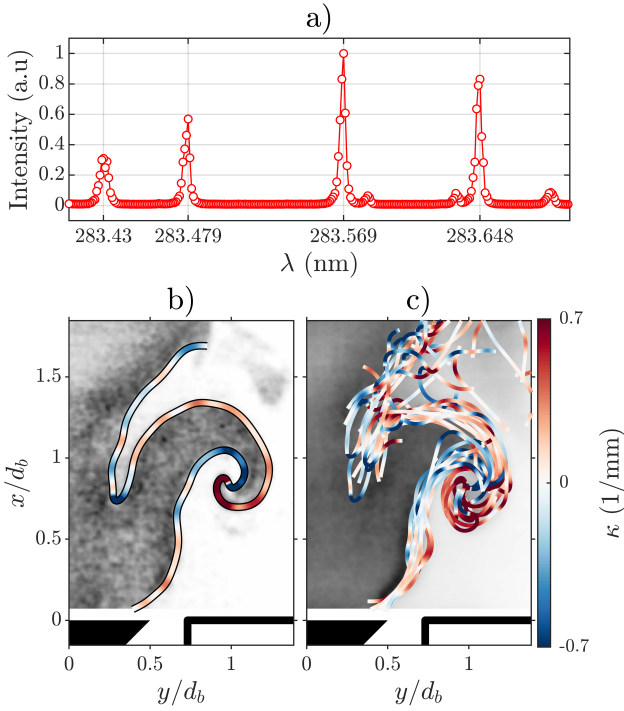 a)
Intensity (a.u)
1
0.8
0.6
0.4
0.2
0
283.43 283.479 283.569 283.648
λ (nm)
b) c)
x/d_b
1.5
1
0.5
0
0 0.5 1
y/d_b
0 0.5 1
y/d_b
0.7
0
-0.7
κ (1/mm)